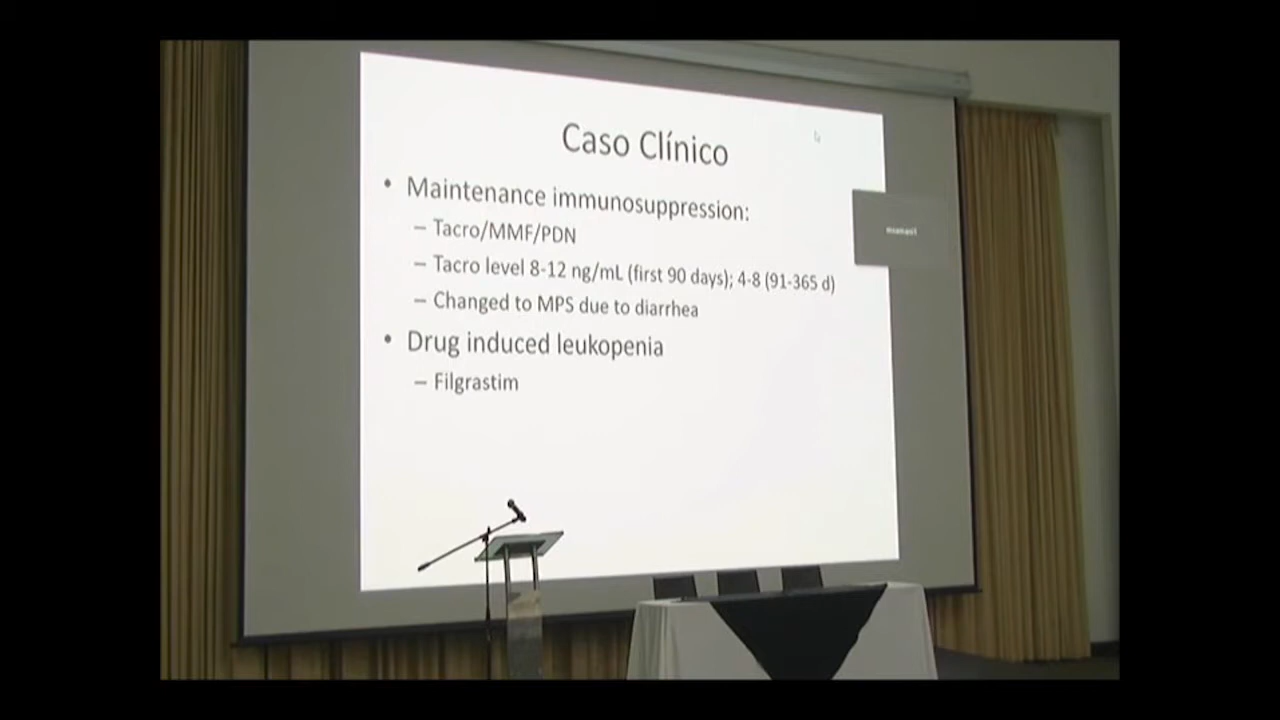 Caso Clínico
• Maintenance immunosuppression:
– Tacro/MMF/PDN
– Tacro level 8-12 ng/mL (first 90 days); 4-8 (91-365 d)
– Changed to MPS due to diarrhea
• Drug induced leukopenia
– Filgrastim